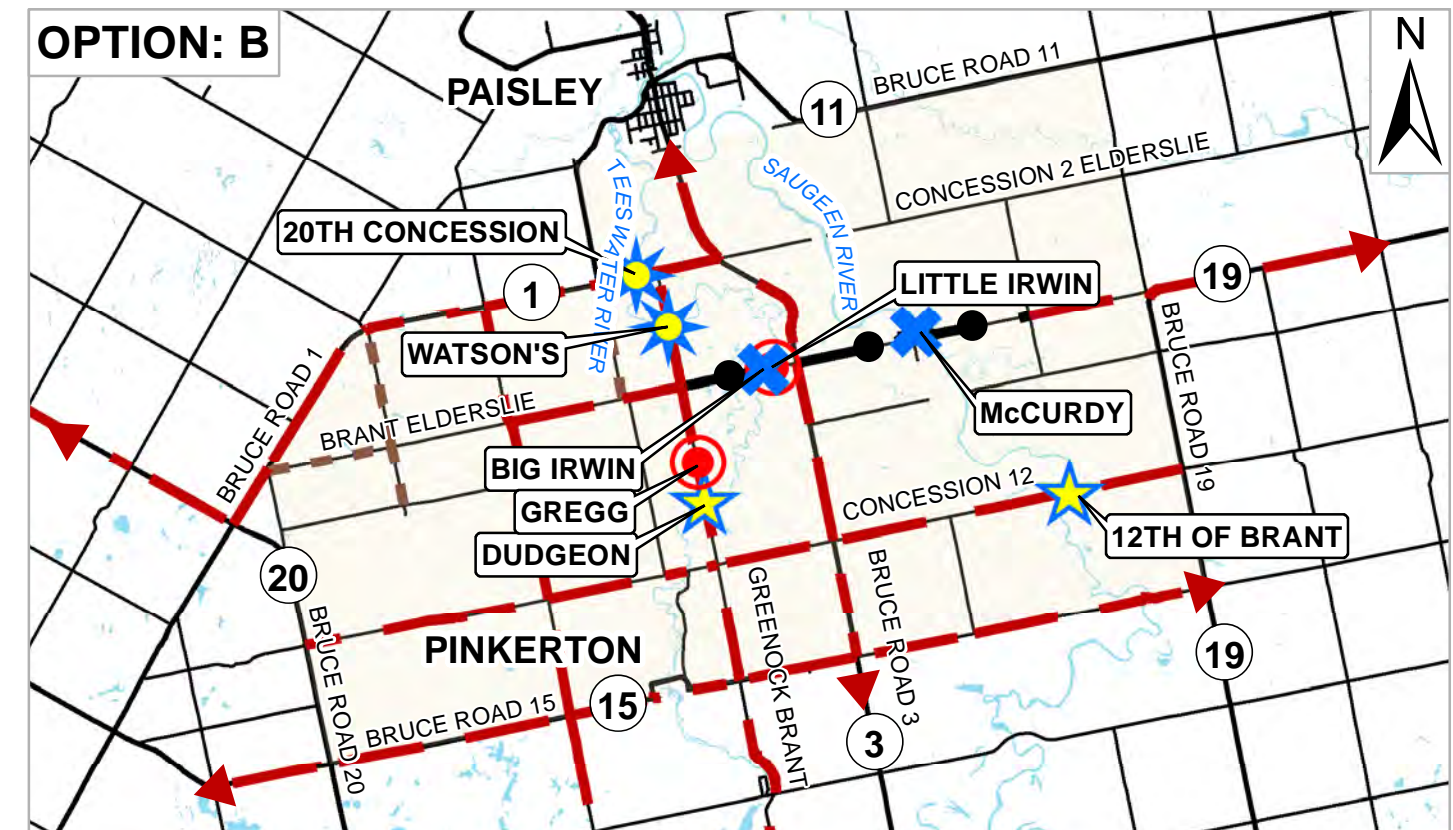 OPTION: B
N
PAISLEY
BRUCE ROAD 11
11
CONCESSION 2 ELDERSLIE
TEESWATER RIVER
SAUGEEN RIVER
20TH CONCESSION
1
LITTLE IRWIN
19
WATSON'S
BRUCE ROAD 1
BRANT ELDERSLIE
McCURDY
BRUCE ROAD 19
BIG IRWIN
GREGG
CONCESSION 12
DUDGEON
12TH OF BRANT
20
BRUCE ROAD 20
GREENOCK BRANT
BRUCE ROAD 3
PINKERTON
19
BRUCE ROAD 15
15
3